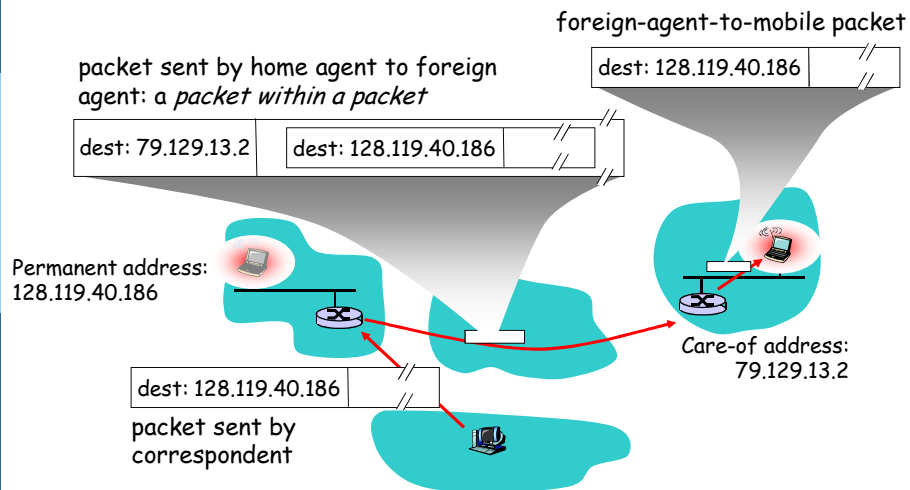 foreign-agent-to-mobile packet
dest: 128.119.40.186
packet sent by home agent to foreign
agent: a packet within a packet
dest: 79.129.13.2
dest: 128.119.40.186
Permanent address:
128.119.40.186
Care-of address:
79.129.13.2
dest: 128.119.40.186
packet sent by
correspondent